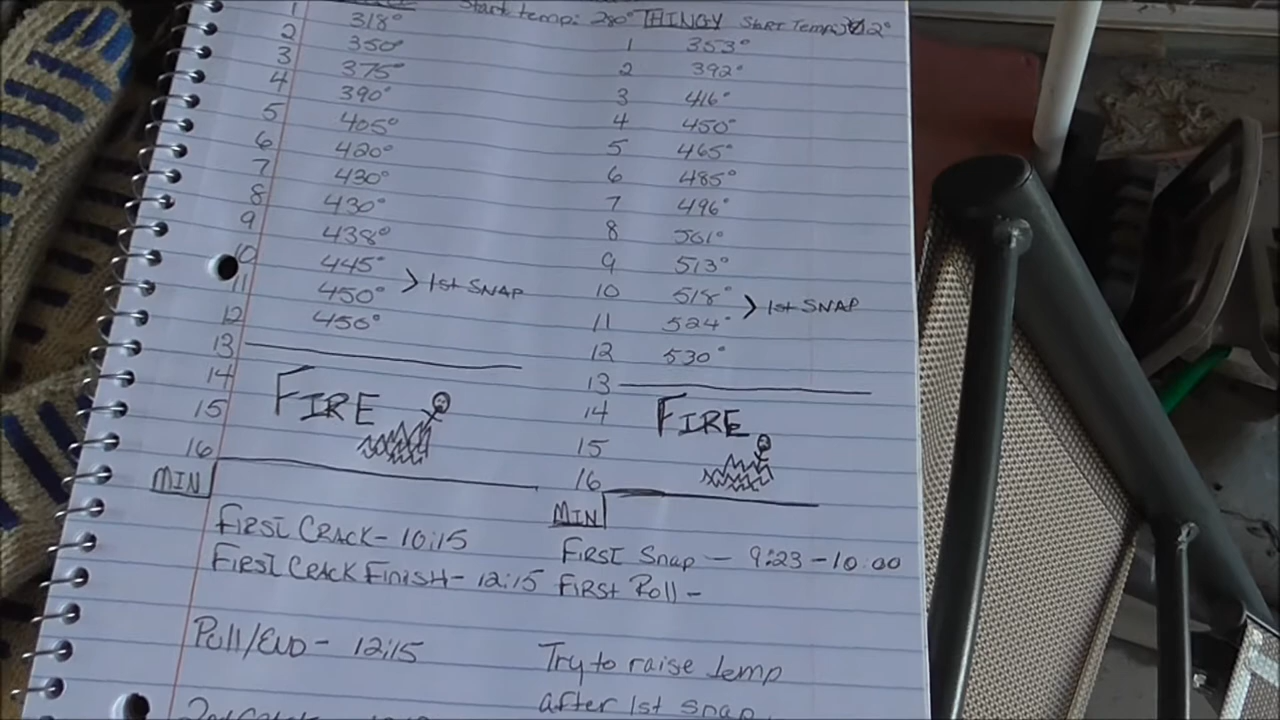 Start temp: 280° THINGY Start Temp:
1 318° 1 353°
2 350° 2 392°
3 375° 3 416°
4 390° 4 450°
5 405° 5 465°
6 420° 6 485°
7 430° 7 496°
8 430° 8 501°
9 438° 9 513°
10 445° > 1st SNAP 10 518° > 1st SNAP
11 450° 11 524°
12 450° 12 530°
13 13
14 FIRE 14 FIRE
15 15
16 16
MIN MIN
FIRST CRACK- 10:15 FIRST Snap - 9:23 - 10:00
FIRST CRACK FINISH- 12:15 FIRST ROLL -
Pull/END - 12:15 Try to raise temp
after 1st snap